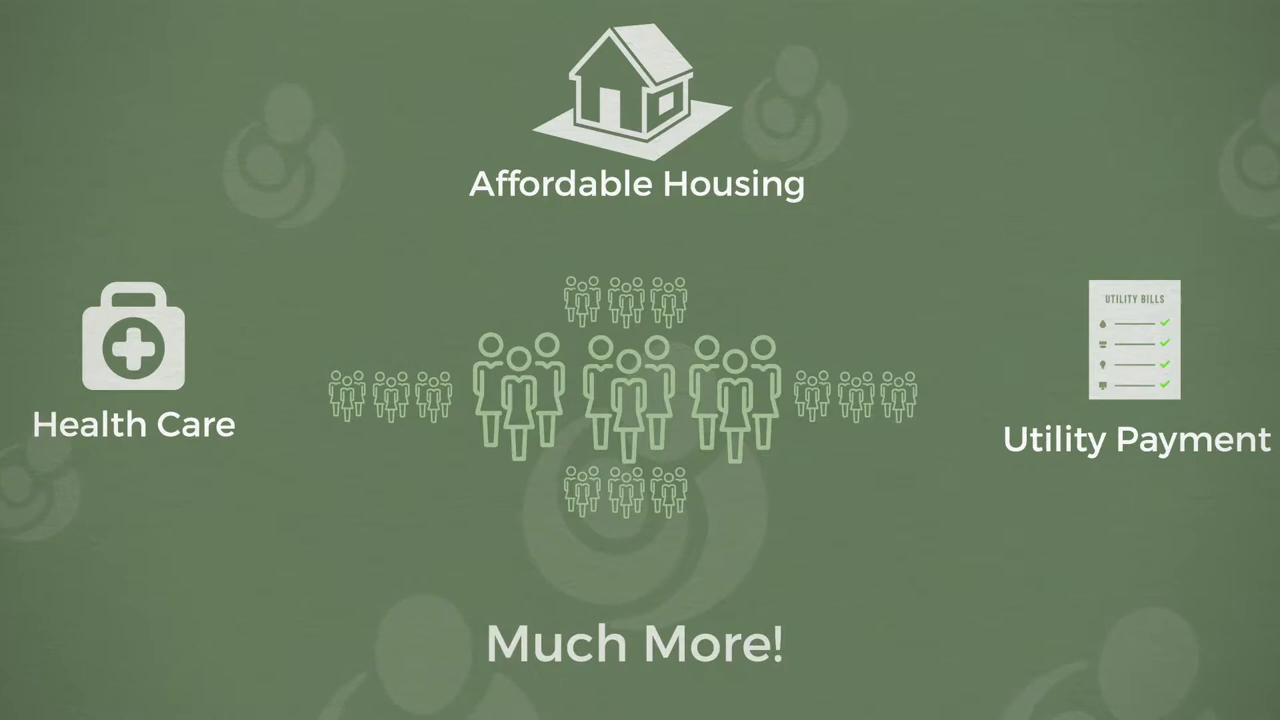 Affordable Housing
UTILITY BILLS
Health Care
Utility Payment
Much More!